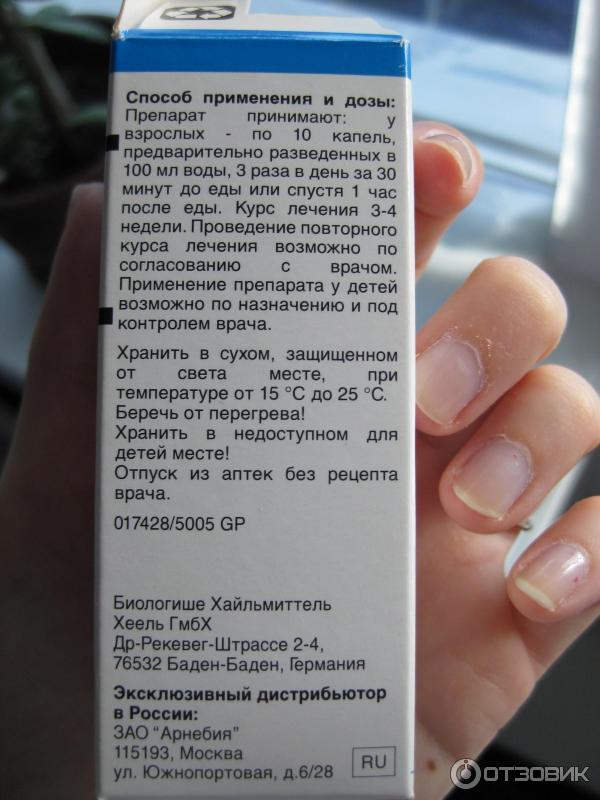 Способ применения и дозы:
Препарат принимают: у
взрослых - по 10 капель,
предварительно разведенных в
100 мл воды, 3 раза в день за 30
минут до еды или спустя 1 час
после еды. Курс лечения 3-4
недели. Проведение повторного
курса лечения возможно по
согласованию с врачом.
Применение препарата у детей
возможно по назначению и под
контролем врача.
Хранить в сухом, защищенном
от света месте, при
температуре от 15 °C до 25 °C.
Беречь от перегрева!
Хранить в недоступном для
детей месте!
Отпуск из аптек без рецепта
врача.
017428/5005 GP
Биологише Хайльмиттель
Хеель ГмбХ
Др-Рекевег-Штрассе 2-4,
76532 Баден-Баден, Германия
Эксклюзивный дистрибьютор
в России:
ЗАО "Арнебия"
115193, Москва
ул. Южнопортовая, д.6/28
RU
ОТЗОВИК